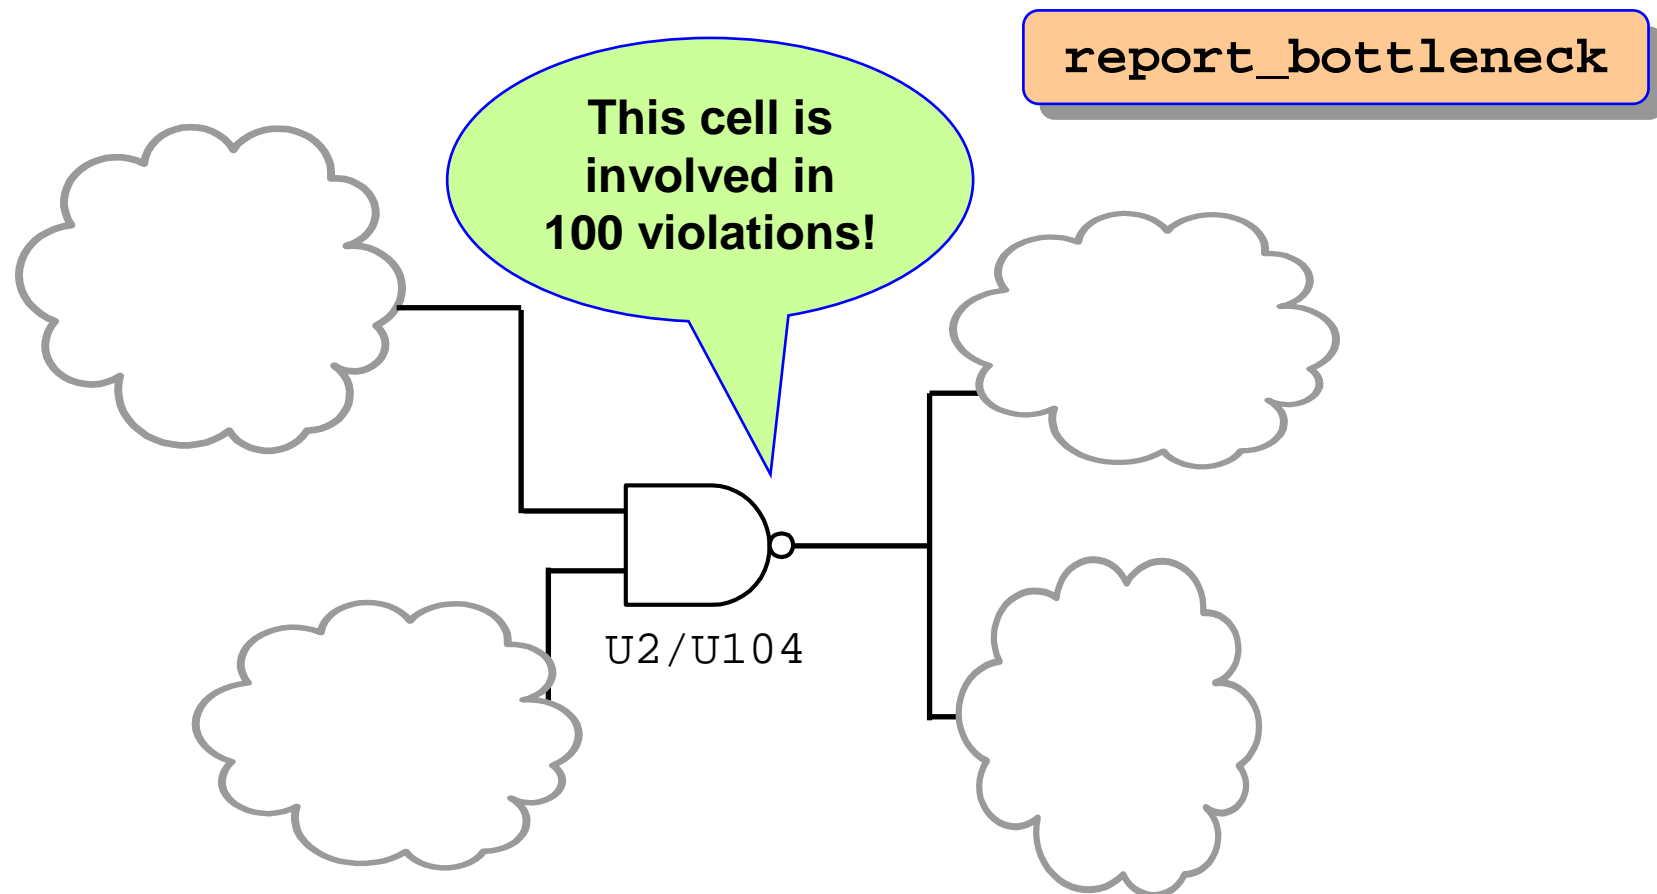 report_bottleneck
This cell is
involved in
100 violations!
U2/U104